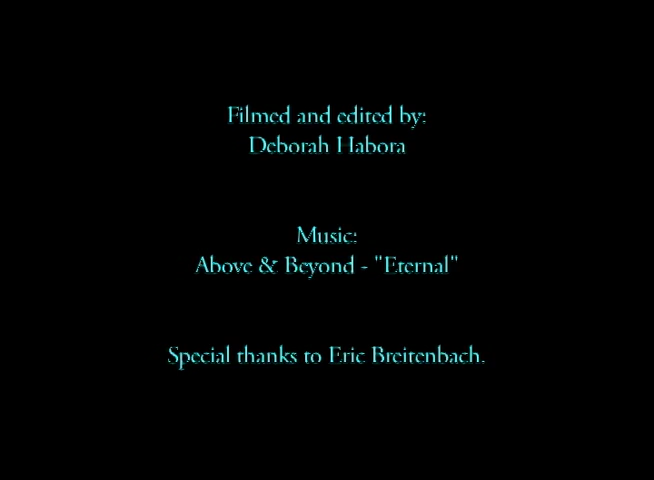 Filmed and edited by:
Deborah Habora
Music:
Above & Beyond - "Eternal"
Special thanks to Eric Breitenbach.